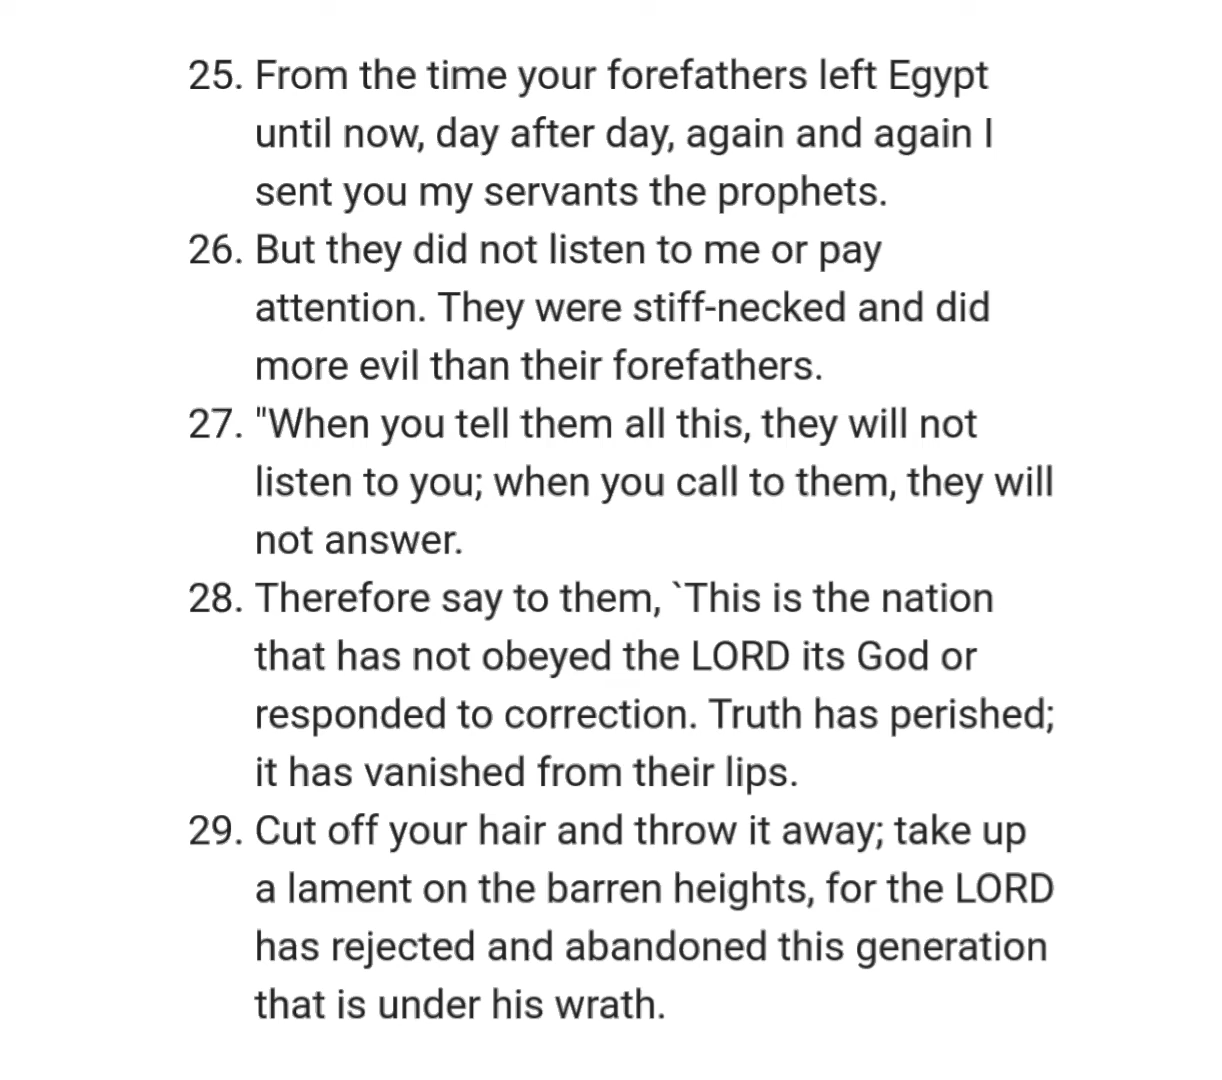 25. From the time your forefathers left Egypt
until now, day after day, again and again I
sent you my servants the prophets.
26. But they did not listen to me or pay
attention. They were stiff-necked and did
more evil than their forefathers.
27. "When you tell them all this, they will not
listen to you; when you call to them, they will
not answer.
28. Therefore say to them, `This is the nation
that has not obeyed the LORD its God or
responded to correction. Truth has perished;
it has vanished from their lips.
29. Cut off your hair and throw it away; take up
a lament on the barren heights, for the LORD
has rejected and abandoned this generation
that is under his wrath.